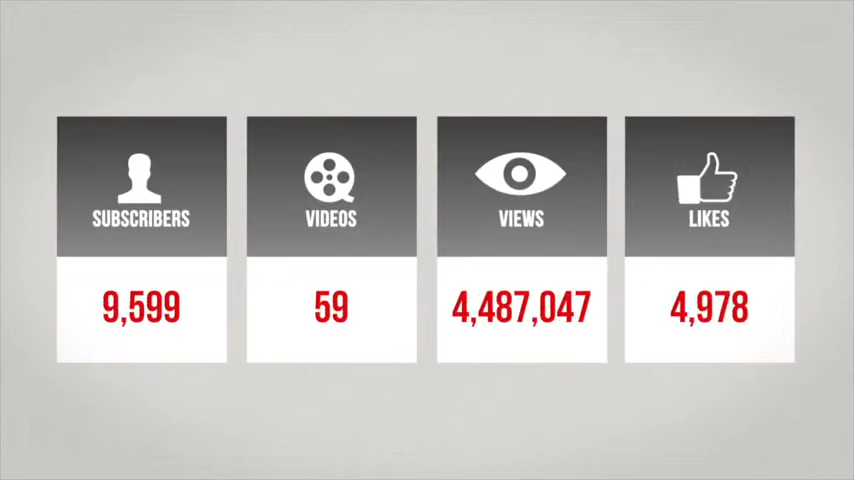 SUBSCRIBERS
9,599
VIDEOS
59
VIEWS
4,487,047
LIKES
4,978